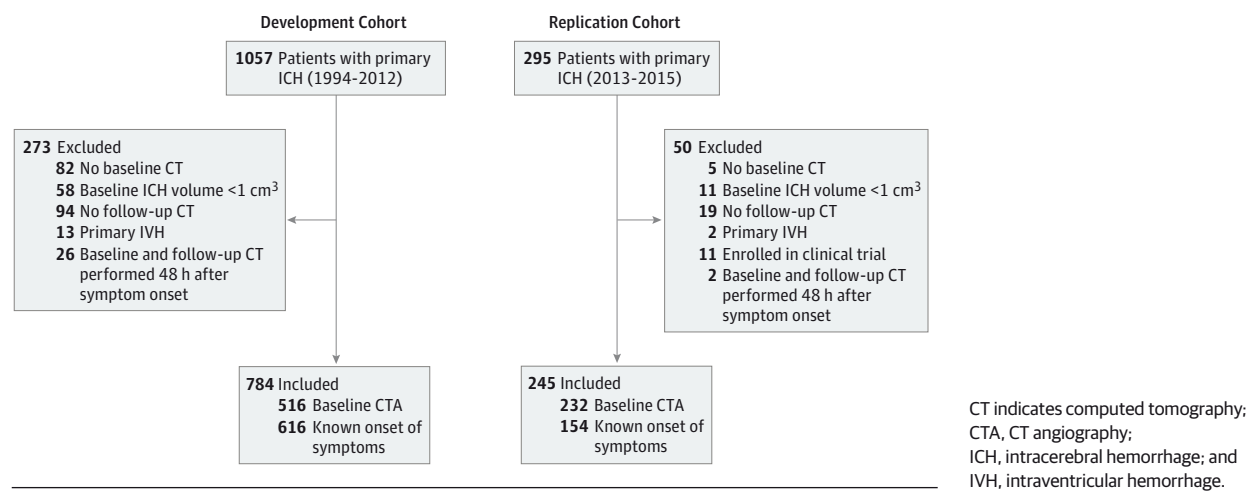 Development Cohort
1057 Patients with primary
ICH (1994-2012)
273 Excluded
82 No baseline CT
58 Baseline ICH volume <1 cm³
94 No follow-up CT
13 Primary IVH
26 Baseline and follow-up CT
performed 48 h after
symptom onset
784 Included
516 Baseline CTA
616 Known onset of
symptoms
Replication Cohort
295 Patients with primary
ICH (2013-2015)
50 Excluded
5 No baseline CT
11 Baseline ICH volume <1 cm³
19 No follow-up CT
2 Primary IVH
11 Enrolled in clinical trial
2 Baseline and follow-up CT
performed 48 h after
symptom onset
245 Included
232 Baseline CTA
154 Known onset of
symptoms
CT indicates computed tomography;
CTA, CT angiography;
ICH, intracerebral hemorrhage; and
IVH, intraventricular hemorrhage.